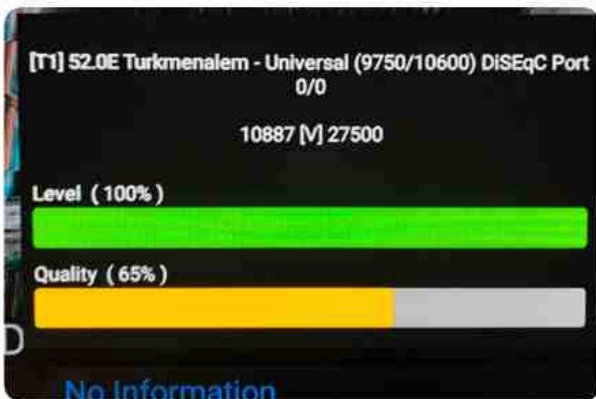 [T1] 52.0E Turkmenalem - Universal (9750/10600) DiSEqC Port
0/0
10887 [V] 27500
Level ( 100% )
Quality ( 65% )
D
No Information